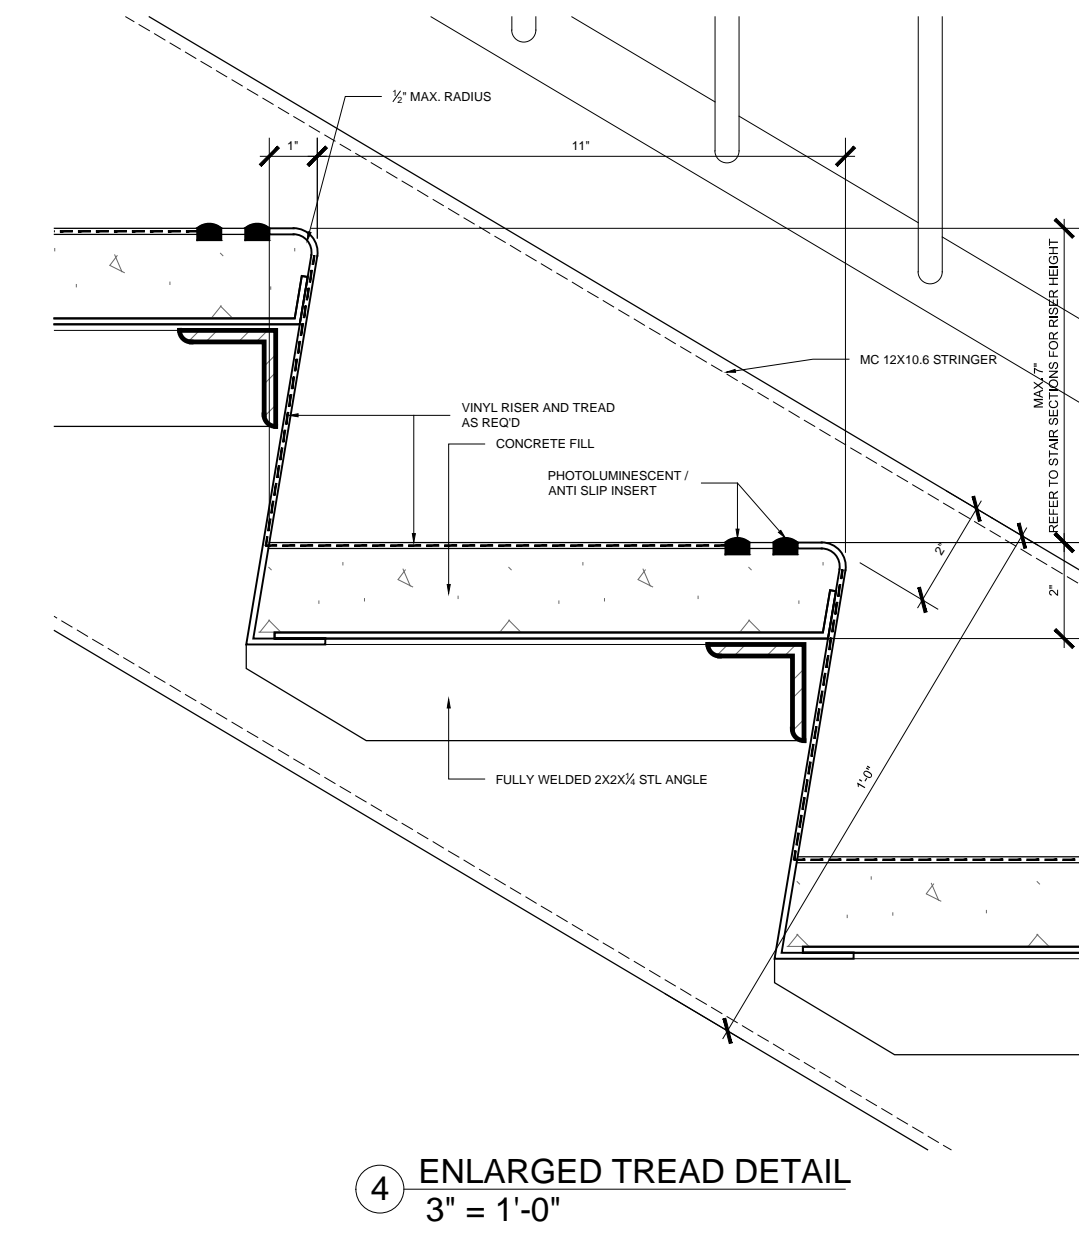 ½" MAX. RADIUS
1"
11"
MAX. 7"
REFER TO STAIR SECTIONS FOR RISER HEIGHT
MC 12X10.6 STRINGER
VINYL RISER AND TREAD
AS REQ'D
CONCRETE FILL
PHOTOLUMINESCENT /
ANTI SLIP INSERT
2"
2"
1'-0"
FULLY WELDED 2X2X¼ STL ANGLE
4
ENLARGED TREAD DETAIL
3" = 1'-0"